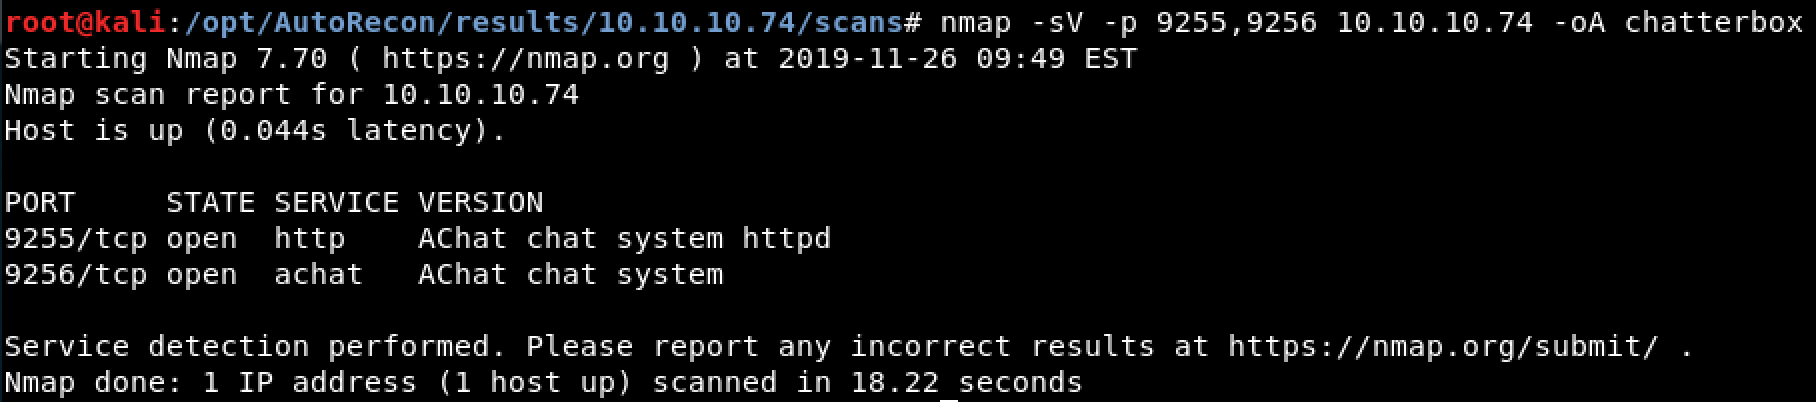 root@kali:/opt/AutoRecon/results/10.10.10.74/scans# nmap -sV -p 9255,9256 10.10.10.74 -oA chatterbox
Starting Nmap 7.70 ( https://nmap.org ) at 2019-11-26 09:49 EST
Nmap scan report for 10.10.10.74
Host is up (0.044s latency).
PORT     STATE SERVICE VERSION
9255/tcp open  http    AChat chat system httpd
9256/tcp open  achat   AChat chat system
Service detection performed. Please report any incorrect results at https://nmap.org/submit/ .
Nmap done: 1 IP address (1 host up) scanned in 18.22 seconds